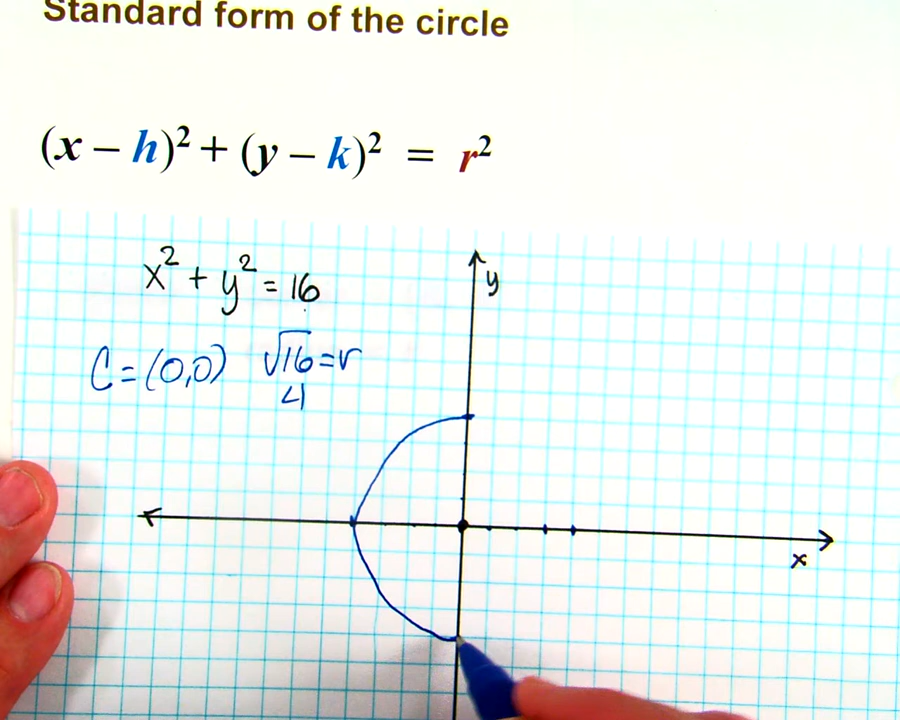 Standard form of the circle
(x – h)² + (y – k)² = r²
x² + y² = 16
C = (0,0) √16 = r
4
y
x